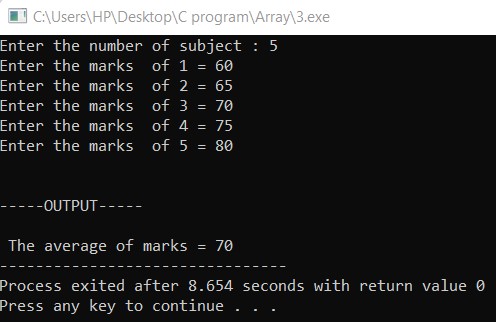 C:\Users\HP\Desktop\C program\Array\3.exe
Enter the number of subject : 5
Enter the marks  of 1 = 60
Enter the marks  of 2 = 65
Enter the marks  of 3 = 70
Enter the marks  of 4 = 75
Enter the marks  of 5 = 80
-----OUTPUT-----
 The average of marks = 70
--------------------------------
Process exited after 8.654 seconds with return value 0
Press any key to continue . . .